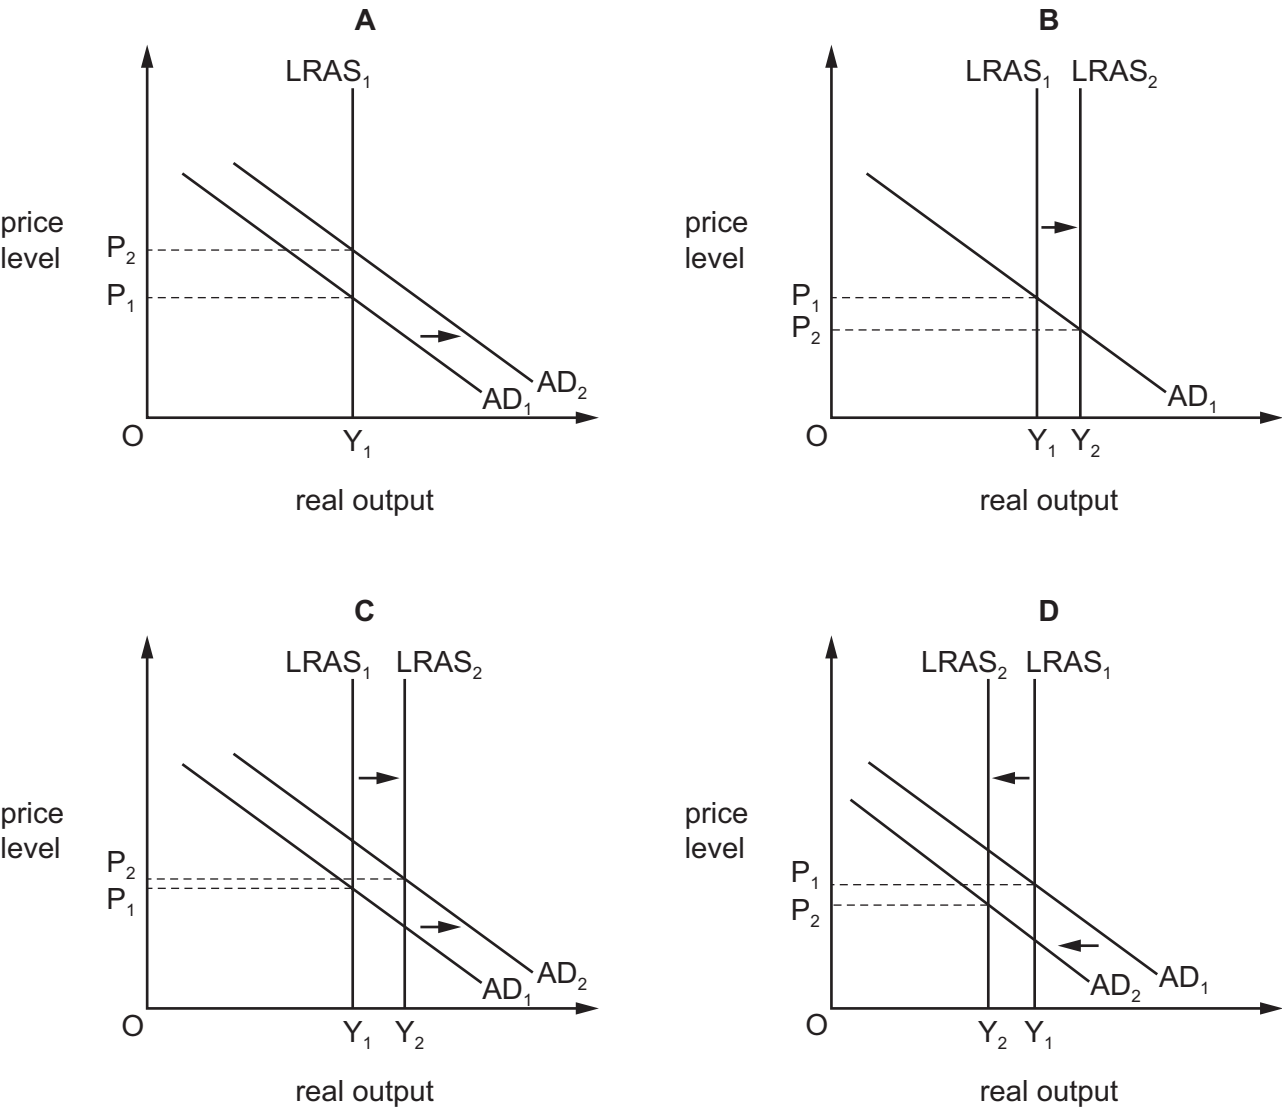 A
LRAS₁
price
level
P₂
P₁
AD₂
AD₁
O
Y₁
real output
B
LRAS₁ LRAS₂
price
level
P₁
P₂
AD₁
O
Y₁ Y₂
real output
C
LRAS₁ LRAS₂
price
level
P₂
P₁
AD₂
AD₁
O
Y₁ Y₂
real output
D
LRAS₂ LRAS₁
price
level
P₁
P₂
AD₂ AD₁
O
Y₂ Y₁
real output